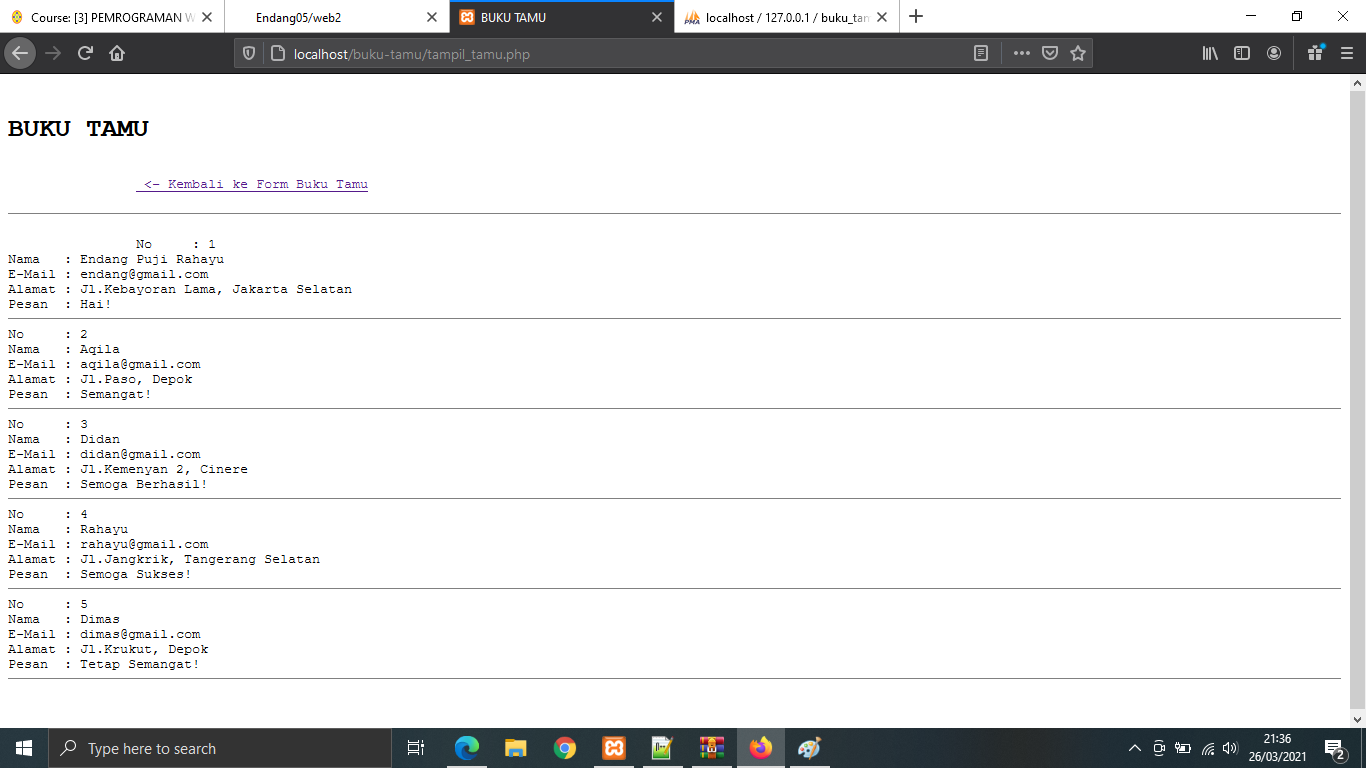 Course: [3] PEMROGRAMAN W
Endang05/web2
BUKU TAMU
localhost / 127.0.0.1 / buku_tam
localhost/buku-tamu/tampil_tamu.php
BUKU TAMU
<- Kembali ke Form Buku Tamu
No : 1
Nama : Endang Puji Rahayu
E-Mail : endang@gmail.com
Alamat : Jl.Kebayoran Lama, Jakarta Selatan
Pesan : Hai!
No : 2
Nama : Aqila
E-Mail : aqila@gmail.com
Alamat : Jl.Paso, Depok
Pesan : Semangat!
No : 3
Nama : Didan
E-Mail : didan@gmail.com
Alamat : Jl.Kemenyan 2, Cinere
Pesan : Semoga Berhasil!
No : 4
Nama : Rahayu
E-Mail : rahayu@gmail.com
Alamat : Jl.Jangkrik, Tangerang Selatan
Pesan : Semoga Sukses!
No : 5
Nama : Dimas
E-Mail : dimas@gmail.com
Alamat : Jl.Krukut, Depok
Pesan : Tetap Semangat!
Type here to search
21:36
26/03/2021
2